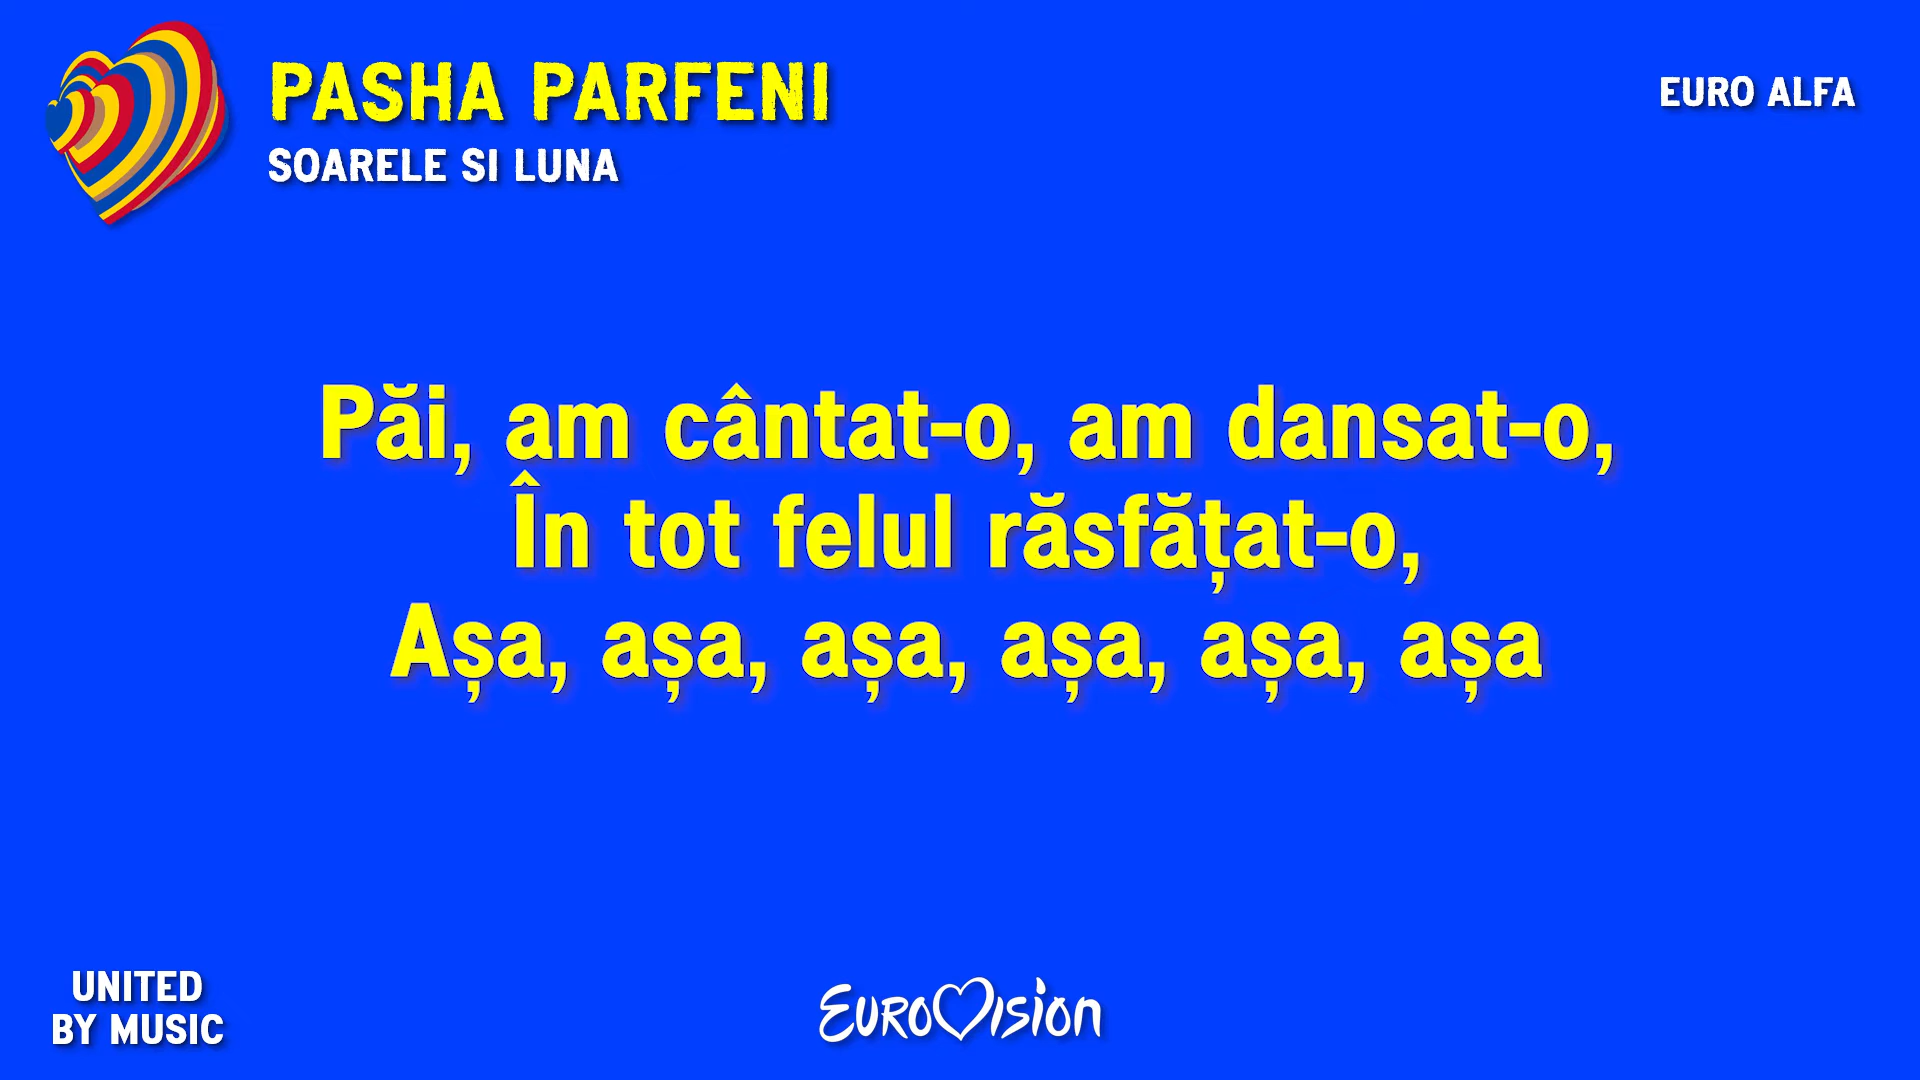 PASHA PARFENI
SOARELE SI LUNA
EURO ALFA
Păi, am cântat-o, am dansat-o,
În tot felul răsfățat-o,
Așa, așa, așa, așa, așa, așa
UNITED
BY MUSIC
EUROVISION